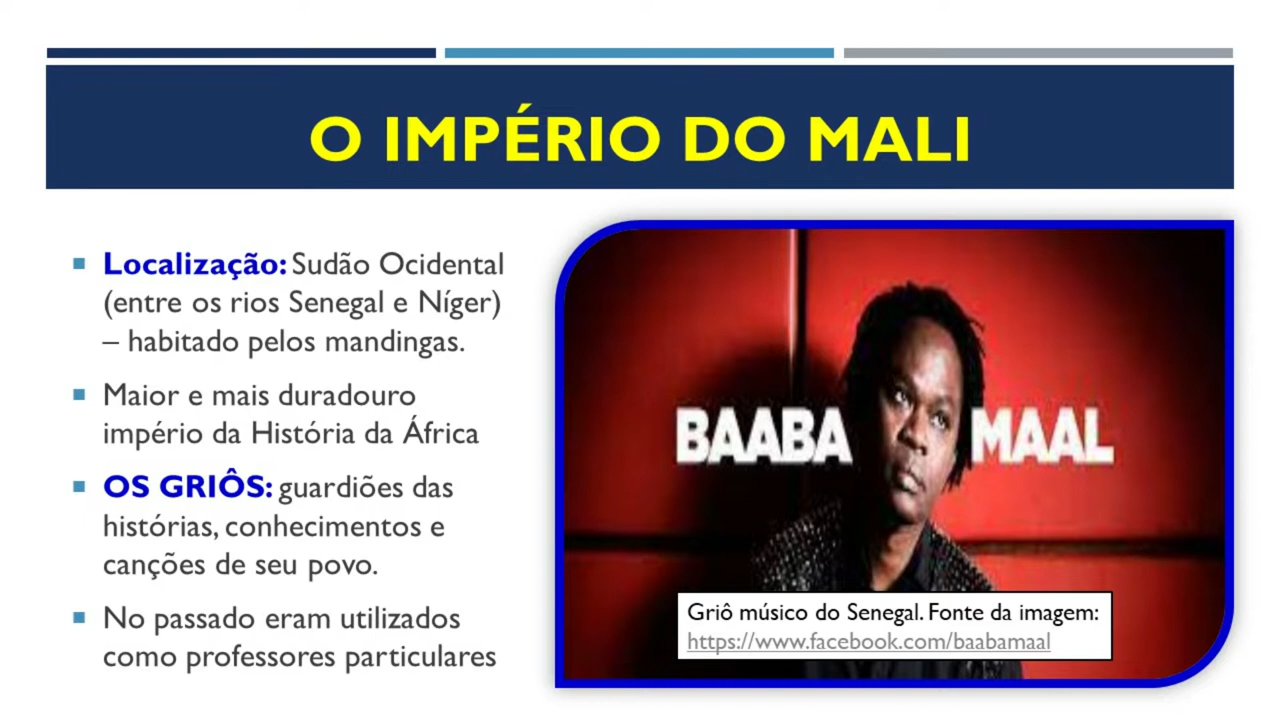 O IMPÉRIO DO MALI
Localização: Sudão Ocidental
(entre os rios Senegal e Níger)
– habitado pelos mandingas.
Maior e mais duradouro
império da História da África
OS GRIÔS: guardiões das
histórias, conhecimentos e
canções de seu povo.
No passado eram utilizados
como professores particulares
BAABA MAAL
Griô músico do Senegal. Fonte da imagem:
https://www.facebook.com/baabamaal